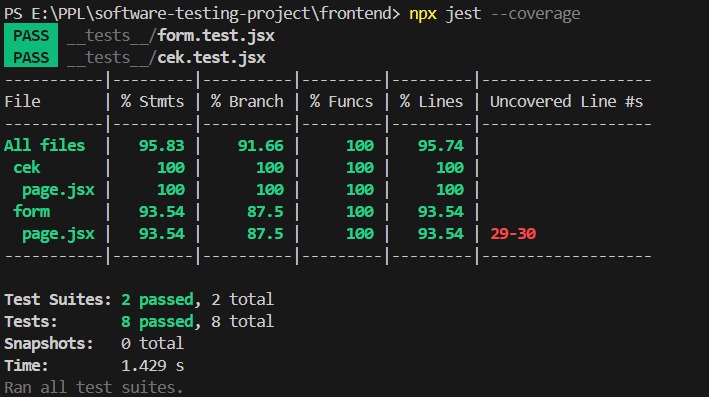 PS E:\PPL\software-testing-project\frontend> npx jest --coverage
PASS __tests__/form.test.jsx
PASS __tests__/cek.test.jsx
-----------|---------|----------|---------|---------|-------------------
File       | % Stmts | % Branch | % Funcs | % Lines | Uncovered Line #s
-----------|---------|----------|---------|---------|-------------------
All files  |   95.83 |    91.66 |     100 |   95.74 |
 cek       |     100 |      100 |     100 |     100 |
  page.jsx |     100 |      100 |     100 |     100 |
 form      |   93.54 |     87.5 |     100 |   93.54 |
  page.jsx |   93.54 |     87.5 |     100 |   93.54 | 29-30
-----------|---------|----------|---------|---------|-------------------
Test Suites: 2 passed, 2 total
Tests:       8 passed, 8 total
Snapshots:   0 total
Time:        1.429 s
Ran all test suites.